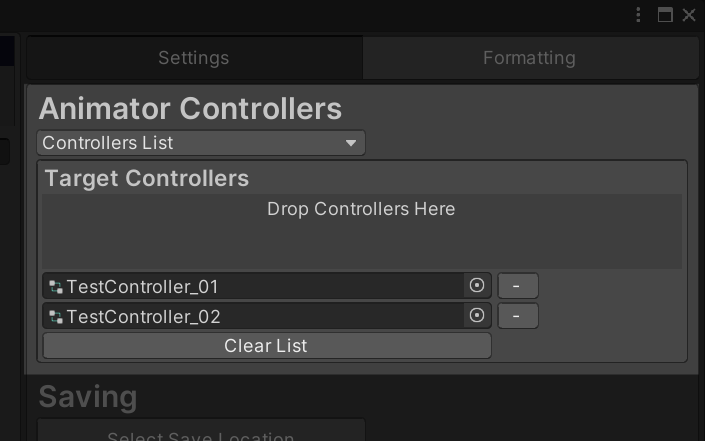 Settings
Formatting
Animator Controllers
Controllers List
Target Controllers
Drop Controllers Here
TestController_01
-
TestController_02
-
Clear List
Saving
Select Save Location